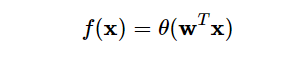 f(x) = θ(w^T x)